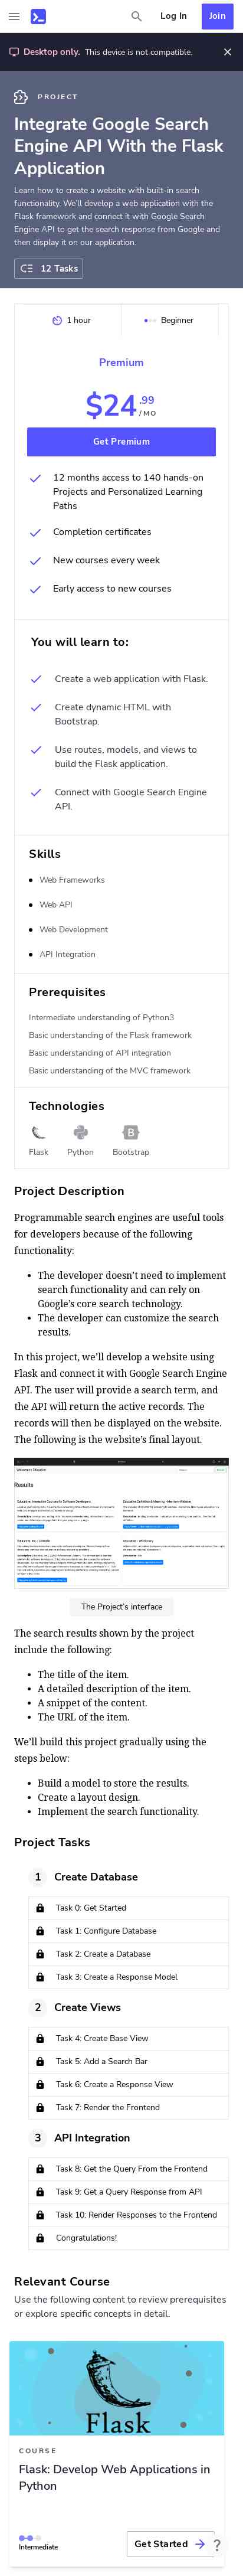 Log In
Join
Desktop only. This device is not compatible.
PROJECT
Integrate Google Search
Engine API With the Flask
Application
Learn how to create a website with built-in search
functionality. We'll develop a web application with the
Flask framework and connect it with Google Search
Engine API to get the search response from Google and
then display it on our application.
12 Tasks
1 hour
Beginner
Premium
$24 .99 /MO
Get Premium
12 months access to 140 hands-on
Projects and Personalized Learning
Paths
Completion certificates
New courses every week
Early access to new courses
You will learn to:
Create a web application with Flask.
Create dynamic HTML with
Bootstrap.
Use routes, models, and views to
build the Flask application.
Connect with Google Search Engine
API.
Skills
Web Frameworks
Web API
Web Development
API Integration
Prerequisites
Intermediate understanding of Python3
Basic understanding of the Flask framework
Basic understanding of API integration
Basic understanding of the MVC framework
Technologies
Flask
Python
Bootstrap
Project Description
Programmable search engines are useful tools
for developers because of the following
functionality:
• The developer doesn't need to implement
search functionality and can rely on
Google's core search technology.
• The developer can customize the search
results.
In this project, we'll develop a website using
Flask and connect it with Google Search Engine
API. The user will provide a search term, and
the API will return the active records. The
records will then be displayed on the website.
The following is the website's final layout.
Results
The Project's interface
The search results shown by the project
include the following:
• The title of the item.
• A detailed description of the item.
• A snippet of the content.
• The URL of the item.
We'll build this project gradually using the
steps below:
• Build a model to store the results.
• Create a layout design.
• Implement the search functionality.
Project Tasks
1 Create Database
Task 0: Get Started
Task 1: Configure Database
Task 2: Create a Database
Task 3: Create a Response Model
2 Create Views
Task 4: Create Base View
Task 5: Add a Search Bar
Task 6: Create a Response View
Task 7: Render the Frontend
3 API Integration
Task 8: Get the Query From the Frontend
Task 9: Get a Query Response from API
Task 10: Render Responses to the Frontend
Congratulations!
Relevant Course
Use the following content to review prerequisites
or explore specific concepts in detail.
Flask
COURSE
Flask: Develop Web Applications in
Python
Intermediate
Get Started
?